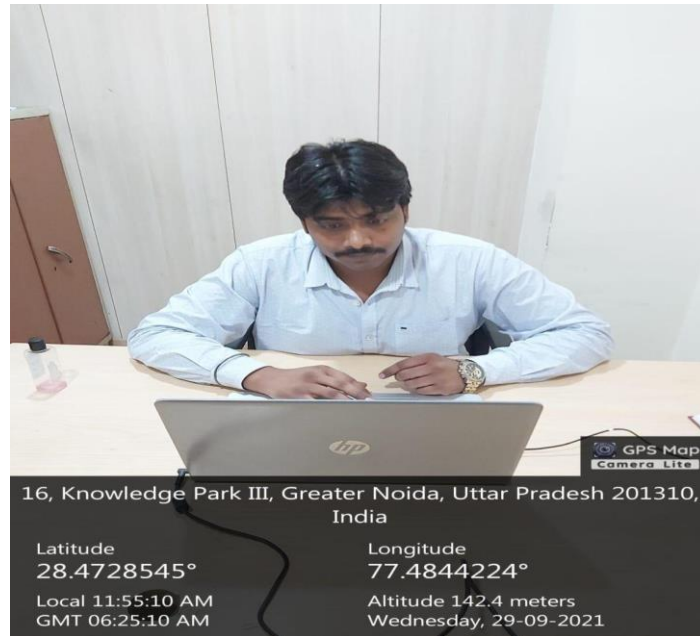 hp
GPS Map
Camera Lite
16, Knowledge Park III, Greater Noida, Uttar Pradesh 201310,
India
Latitude
28.4728545°
Longitude
77.4844224°
Local 11:55:10 AM
GMT 06:25:10 AM
Altitude 142.4 meters
Wednesday, 29-09-2021